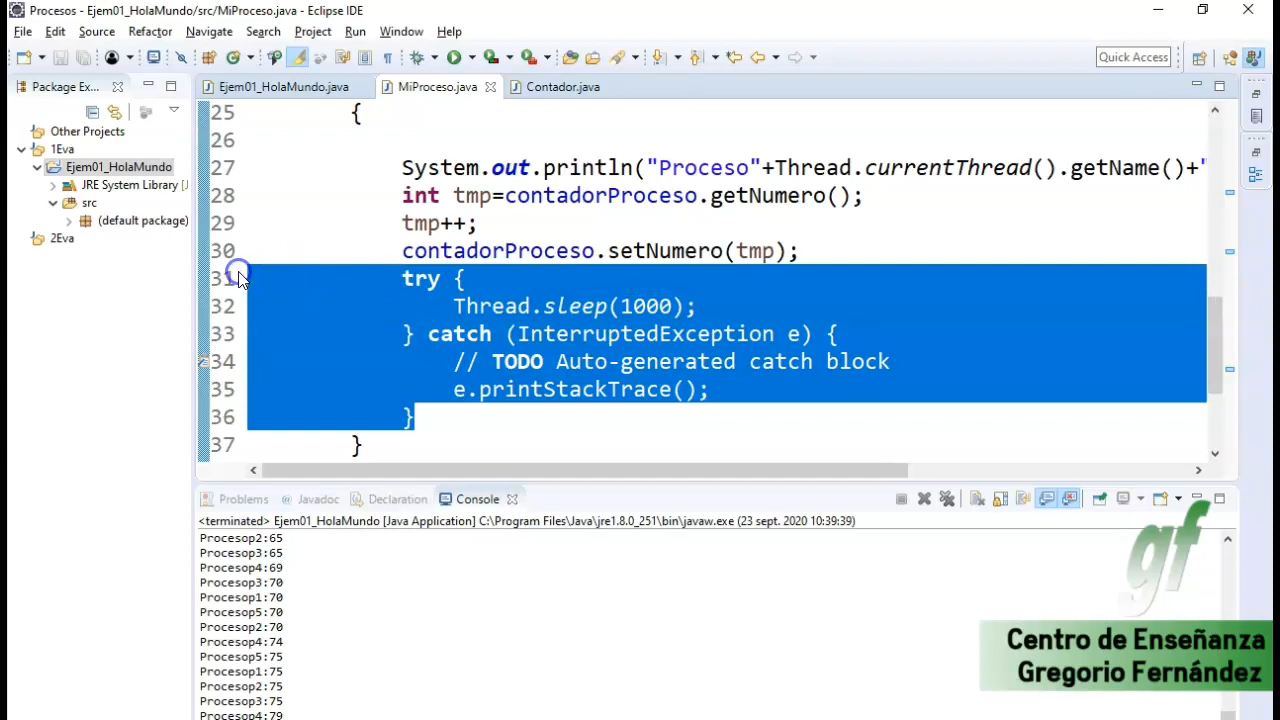 Procesos - Ejem01_HolaMundo/src/MiProceso.java - Eclipse IDE
File Edit Source Refactor Navigate Search Project Run Window Help
Quick Access
Package Ex...
Other Projects
1Eva
Ejem01_HolaMundo
JRE System Library [J
src
(default package)
2Eva
Ejem01_HolaMundo.java MiProceso.java Contador.java
25 {
26
27 System.out.println("Proceso"+Thread.currentThread().getName()+"
28 int tmp=contadorProceso.getNumero();
29 tmp++;
30 contadorProceso.setNumero(tmp);
31 try {
32 Thread.sleep(1000);
33 } catch (InterruptedException e) {
34 // TODO Auto-generated catch block
35 e.printStackTrace();
36 }
37 }
Problems @ Javadoc Declaration Console
<terminated> Ejem01_HolaMundo [Java Application] C:\Program Files\Java\jre1.8.0_251\bin\javaw.exe (23 sept. 2020 10:39:39)
Procesop2:65
Procesop3:65
Procesop4:69
Procesop3:70
Procesop1:70
Procesop5:70
Procesop2:70
Procesop4:74
Procesop5:75
Procesop1:75
Procesop2:75
Procesop3:75
Procesop4:79
gf
Centro de Enseñanza
Gregorio Fernández